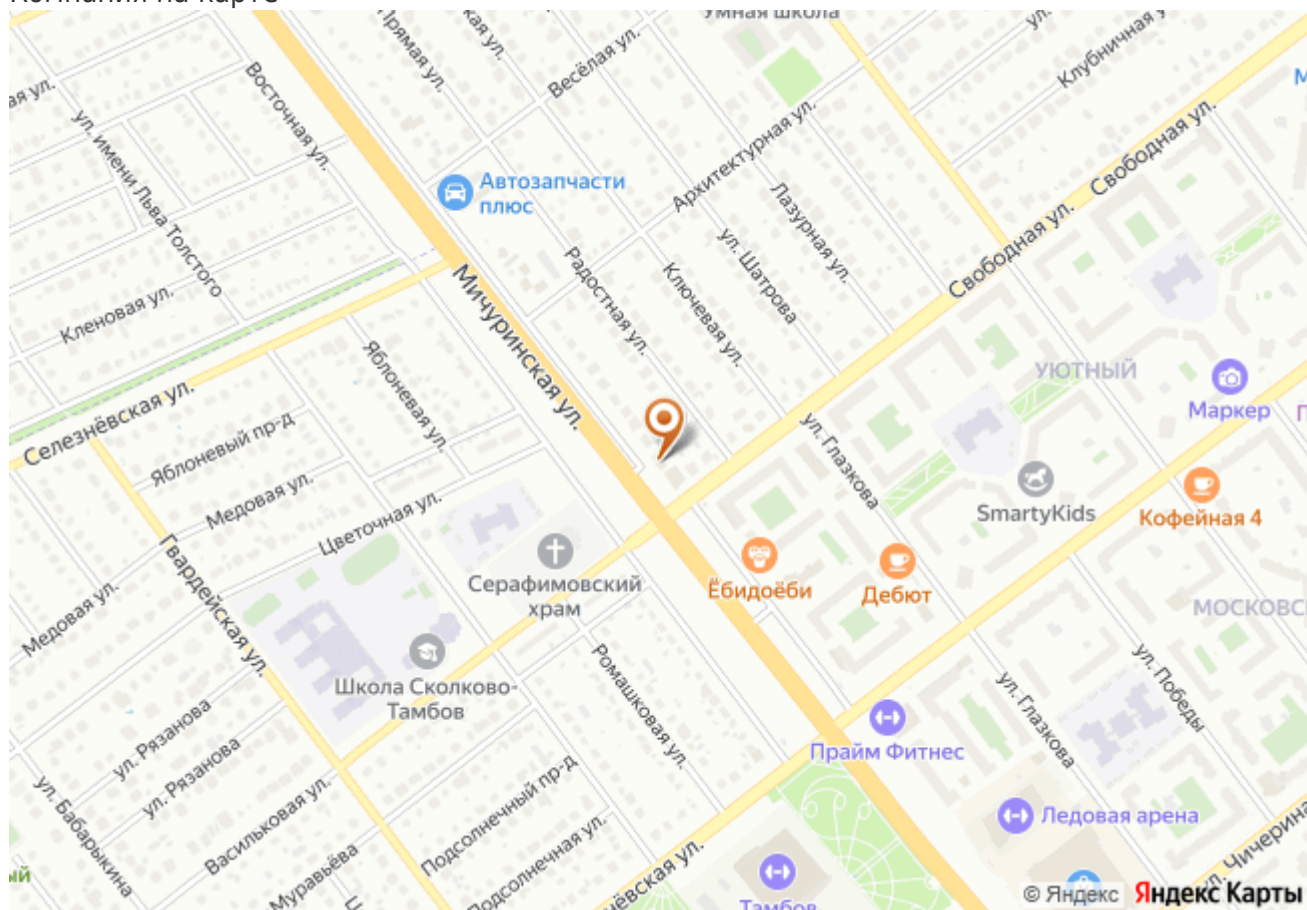 Компания на карте
Умная школа
Прямая ул.
Весёлая ул.
Клубничная ул.
Восточная ул.
ул. имени Льва Толстого
Архитектурная ул.
Свободная ул.
Свободная ул.
Автозапчасти
плюс
Лазурная ул.
ул. Шатрова
Ключевая ул.
Радостная ул.
Мичуринская ул.
Кленовая ул.
Яблоневая ул.
Селезнёвская ул.
Яблоневый пр-д
Медовая ул.
Цветочная ул.
УЮТНЫЙ
Маркер
ул. Глазкова
SmartyKids
Кофейная 4
Серафимовский
храм
Ёбидоёби
Дебют
Медовая ул.
Гвардейская ул.
Школа Сколково-
Тамбов
Ромашковая ул.
ул. Победы
ул. Глазкова
Прайм Фитнес
ул. Рязанова
ул. Рязанова
Васильковая ул.
Подсолнечный пр-д
Подсолнечная ул.
ул. Бабарыкина
Муравьёва
Ледовая арена
Тамбов
© Яндекс Яндекс Карты